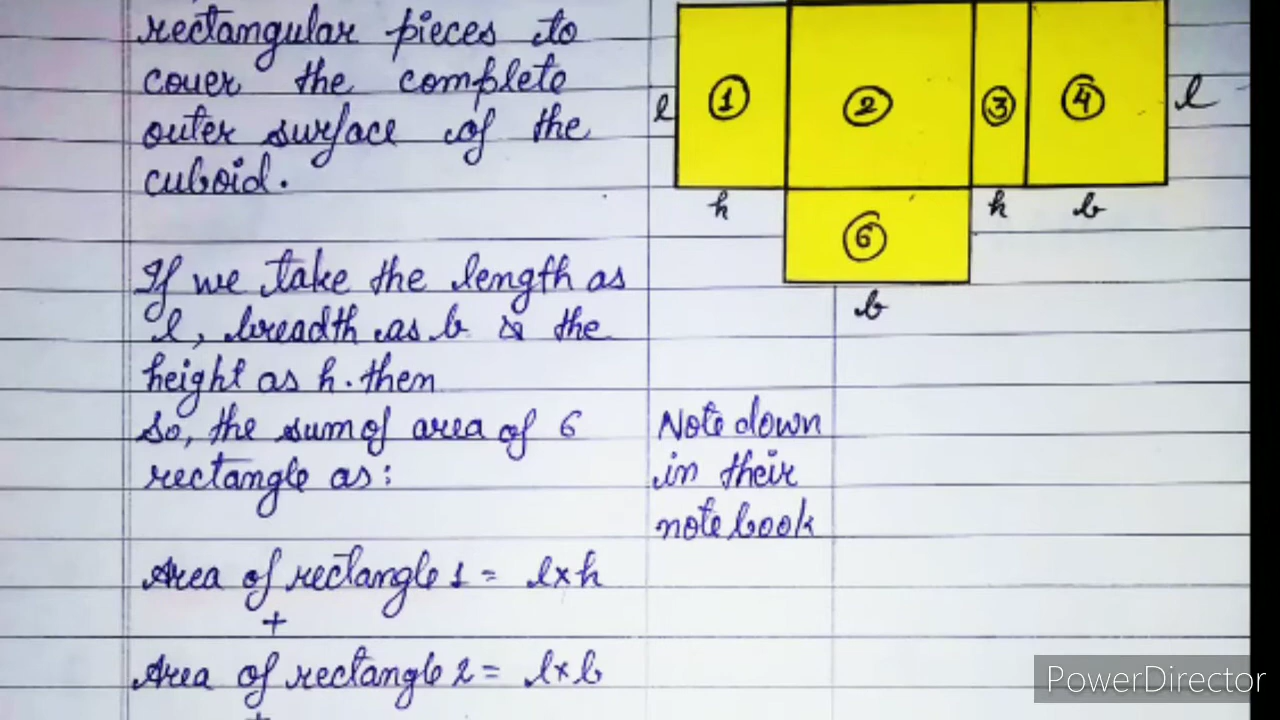 rectangular pieces to
cover the complete
outer surface of the
cuboid.
If we take the length as
l, breadth as b & the
height as h. then
So, the sum of area of 6
rectangle as:
Area of rectangle 1 = l×h
+
Area of rectangle 2 = l×b
+
l 1 2 3 4 l
h h b
6
b
Note down
in their
note book
PowerDirector